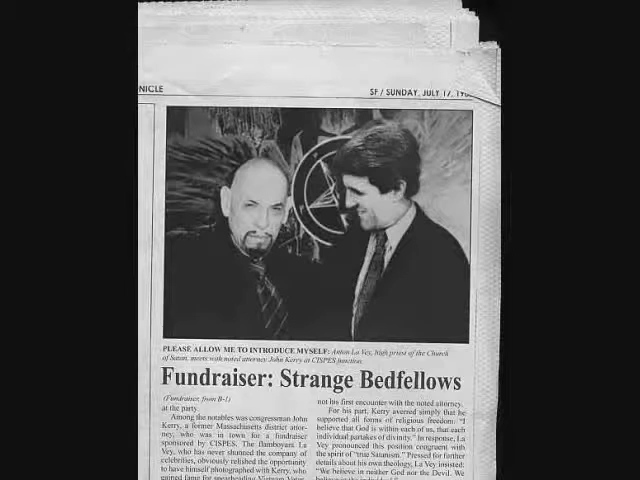 NICLE
SF / SUNDAY, JULY 17,
PLEASE ALLOW ME TO INTRODUCE MYSELF: Anton La Vey, high priest of the Church
of Satan, meets with noted attorney John Kerry at CISPES function.
Fundraiser: Strange Bedfellows
(Fundraiser, from B-1)
at the party.
Among the notables was congressman John
Kerry, a former Massachusetts district attor-
ney, who was in town for a fundraiser
sponsored by CISPES. The flamboyant La
Vey, who has never shunned the company of
celebrities, obviously relished the opportunity
to have himself photographed with Kerry, who
gained fame for spearheading Vietnam Vets
not his first encounter with the noted attorney.
For his part, Kerry averred simply that he
supported all forms of religious freedom. “I
believe that God is within each of us, that each
individual partakes of divinity.” In response, La
Vey pronounced this position congruent with
the spirit of “true Satanism.” Pressed for further
details about his own theology, La Vey insisted:
“We believe in neither God nor the Devil. We